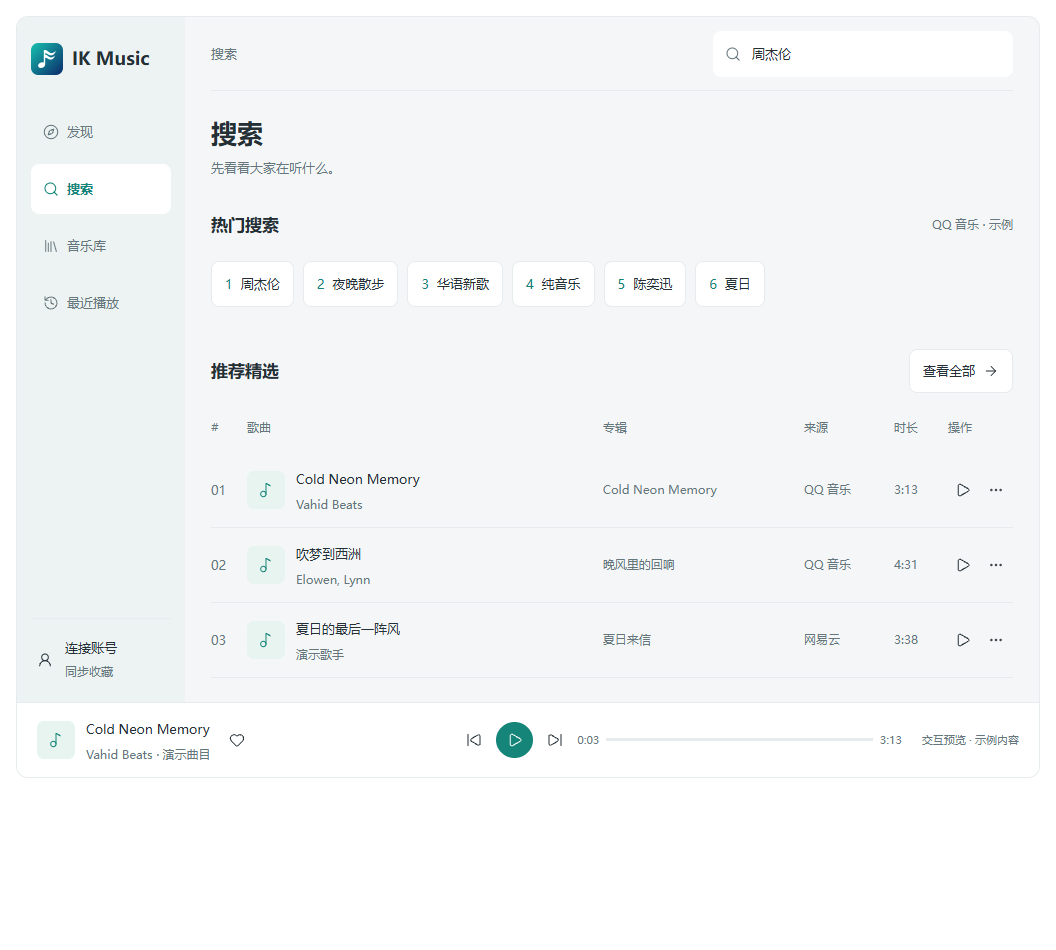 IK Music
搜索
周杰伦
发现
搜索
音乐库
最近播放
连接账号
同步收藏
搜索
先看看大家在听什么。
热门搜索
QQ 音乐 · 示例
1 周杰伦 2 夜晚散步 3 华语新歌 4 纯音乐 5 陈奕迅 6 夏日
推荐精选
查看全部
# 歌曲 专辑 来源 时长 操作
01 Cold Neon Memory Cold Neon Memory QQ 音乐 3:13
Vahid Beats
02 吹梦到西洲 晚风里的回响 QQ 音乐 4:31
Elowen, Lynn
03 夏日的最后一阵风 夏日来信 网易云 3:38
演示歌手
Cold Neon Memory
Vahid Beats · 演示曲目
0:03 3:13 交互预览 · 示例内容